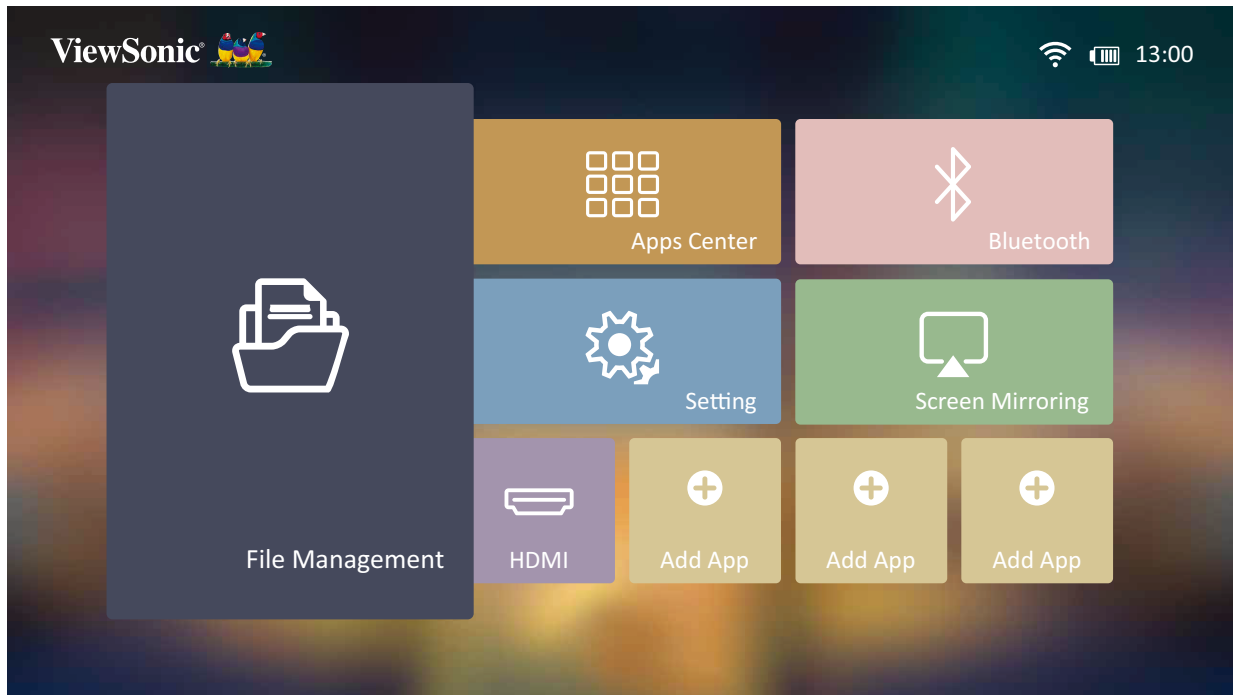 ViewSonic®
13:00
Apps Center
Bluetooth
Setting
Screen Mirroring
File Management
HDMI
Add App
Add App
Add App